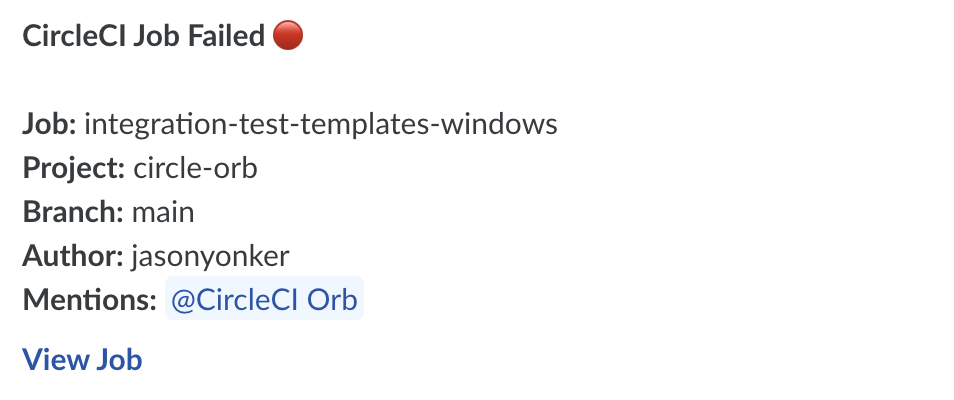 CircleCI Job Failed 🔴
Job: integration-test-templates-windows
Project: circle-orb
Branch: main
Author: jasonyonker
Mentions: @CircleCI Orb
View Job